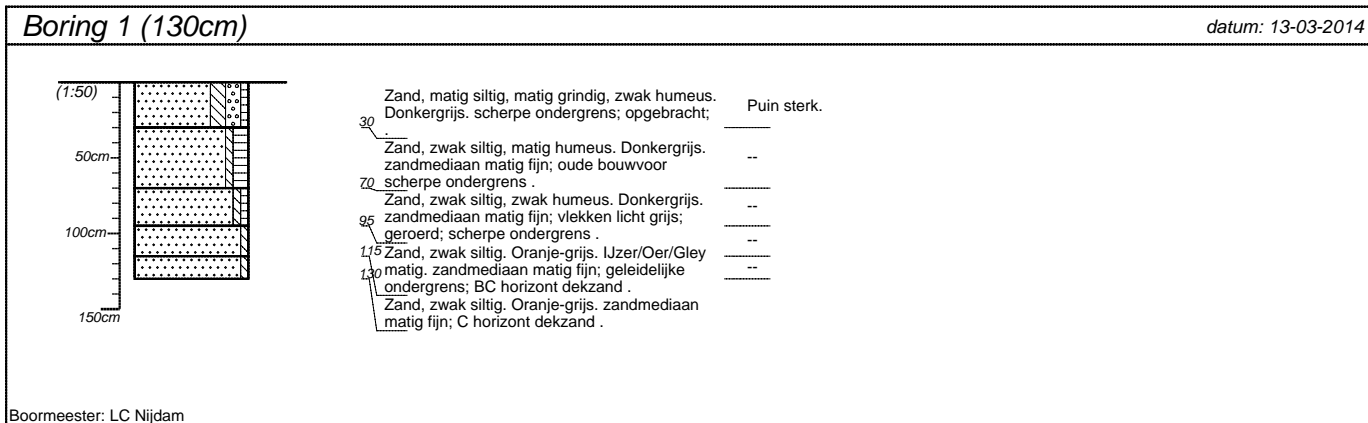 Boring 1 (130cm)
datum: 13-03-2014
(1:50)
50cm
100cm
150cm
30
70
95
115
130
Zand, matig siltig, matig grindig, zwak humeus.
Donkergrijs. scherpe ondergrens; opgebracht;
.
Zand, zwak siltig, matig humeus. Donkergrijs.
zandmediaan matig fijn; oude bouwvoor
scherpe ondergrens .
Zand, zwak siltig, zwak humeus. Donkergrijs.
zandmediaan matig fijn; vlekken licht grijs;
geroerd; scherpe ondergrens .
Zand, zwak siltig. Oranje-grijs. IJzer/Oer/Gley
matig. zandmediaan matig fijn; geleidelijke
ondergrens; BC horizont dekzand .
Zand, zwak siltig. Oranje-grijs. zandmediaan
matig fijn; C horizont dekzand .
Puin sterk.
--
--
--
--
Boormeester: LC Nijdam